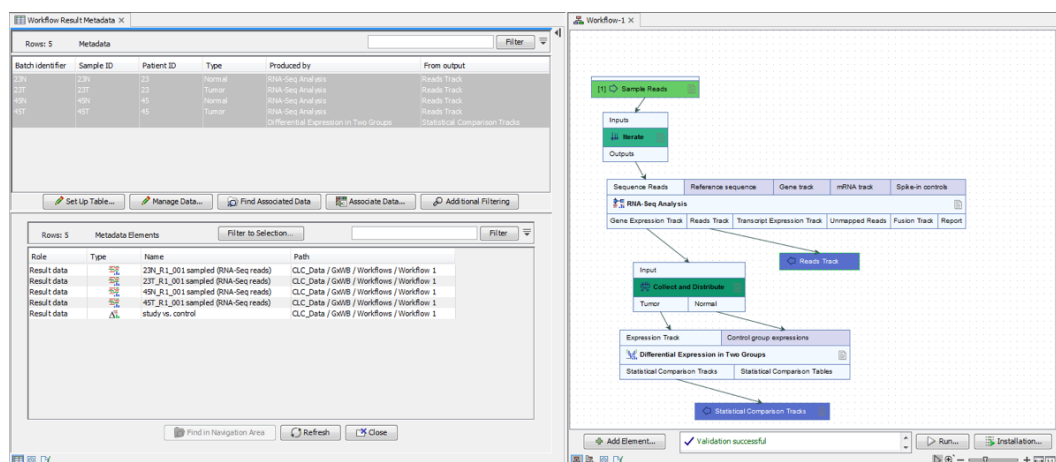 Workflow Result Metadata
Rows: 5 Metadata Filter
Batch identifier Sample ID Patient ID Type Produced by From output
23N 23N 23 Normal RNA-Seq Analysis Reads Track
23T 23T 23 Tumor RNA-Seq Analysis Reads Track
45N 45N 45 Normal RNA-Seq Analysis Reads Track
45T 45T 45 Tumor RNA-Seq Analysis Reads Track
Differential Expression in Two Groups Statistical Comparison Tracks
Set Up Table... Manage Data... Find Associated Data Associate Data... Additional Filtering
Rows: 5 Metadata Elements Filter to Selection... Filter
Role Type Name Path
Result data 23N_R1_001 sampled (RNA-Seq reads) CLC_Data / GxWB / Workflows / Workflow 1
Result data 23T_R1_001 sampled (RNA-Seq reads) CLC_Data / GxWB / Workflows / Workflow 1
Result data 45N_R1_001 sampled (RNA-Seq reads) CLC_Data / GxWB / Workflows / Workflow 1
Result data 45T_R1_001 sampled (RNA-Seq reads) CLC_Data / GxWB / Workflows / Workflow 1
Result data study vs. control CLC_Data / GxWB / Workflows / Workflow 1
Find in Navigation Area Refresh Close
Workflow-1
[1] Sample Reads
Inputs
Iterate
Outputs
Sequence Reads Reference sequence Gene track mRNA track Spike-in controls
RNA-Seq Analysis
Gene Expression Track Reads Track Transcript Expression Track Unmapped Reads Fusion Track Report
Reads Track
Input
Collect and Distribute
Tumor Normal
Expression Track Control group expressions
Differential Expression in Two Groups
Statistical Comparison Tracks Statistical Comparison Tables
Statistical Comparison Tracks
Add Element... Validation successful Run... Installation...